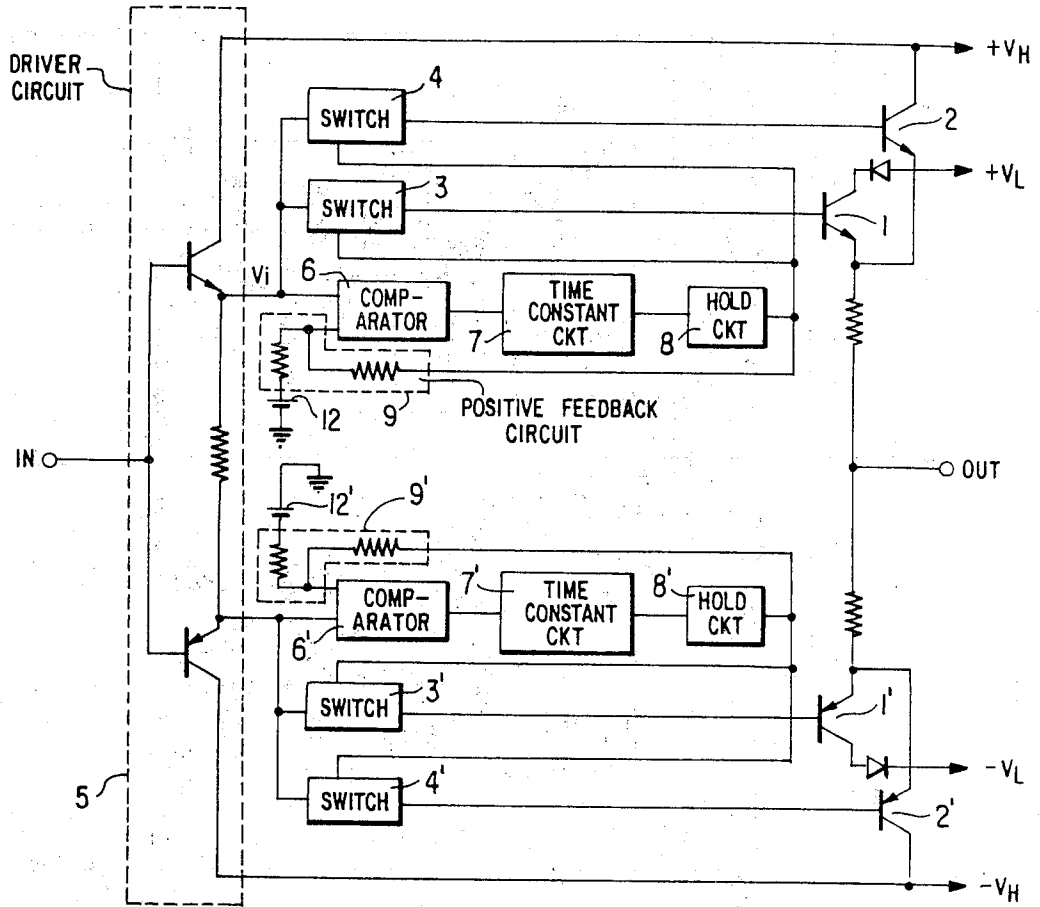 +VH
DRIVER
CIRCUIT
4
SWITCH
2
+VL
3
SWITCH
1
Vi
6
COMP-
ARATOR
TIME
CONSTANT
CKT
7
HOLD
CKT
8
12
9
POSITIVE FEEDBACK
CIRCUIT
IN
OUT
12'
9'
COMP-
ARATOR
6'
7'
TIME
CONSTANT
CKT
8'
HOLD
CKT
SWITCH
3'
1'
-VL
5
SWITCH
4'
2'
-VH